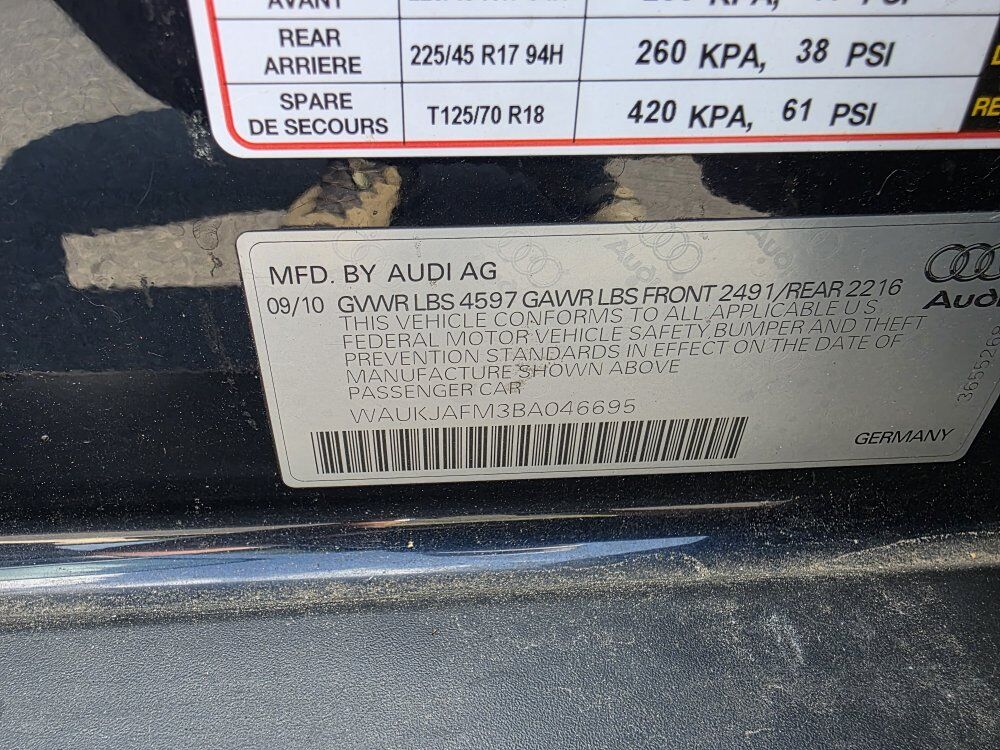 AVANT
REAR
ARRIERE
225/45 R17 94H
260 KPA, 38 PSI
SPARE
DE SECOURS
T125/70 R18
420 KPA, 61 PSI
RE
MFD. BY AUDI AG
09/10 GVWR LBS 4597 GAWR LBS FRONT 2491/REAR 2216
THIS VEHICLE CONFORMS TO ALL APPLICABLE U.S.
FEDERAL MOTOR VEHICLE SAFETY,BUMPER AND THEFT
PREVENTION STANDARDS IN EFFECT ON THE DATE OF
MANUFACTURE SHOWN ABOVE
PASSENGER CAR
WAUKJAFM3BA046695
GERMANY
Audi